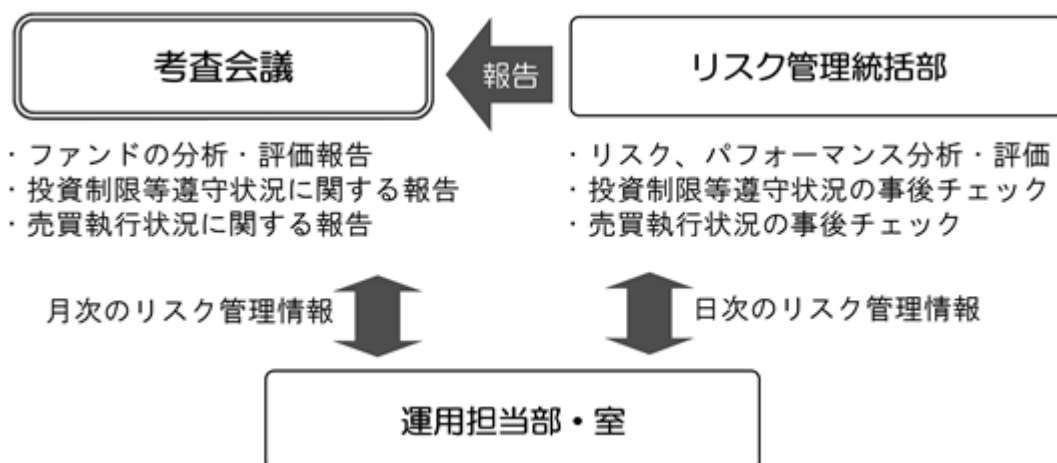 考査会議
報告
リスク管理統括部
・ファンドの分析・評価報告
・投資制限等遵守状況に関する報告
・売買執行状況に関する報告
・リスク、パフォーマンス分析・評価
・投資制限等遵守状況の事後チェック
・売買執行状況の事後チェック
月次のリスク管理情報
日次のリスク管理情報
運用担当部・室